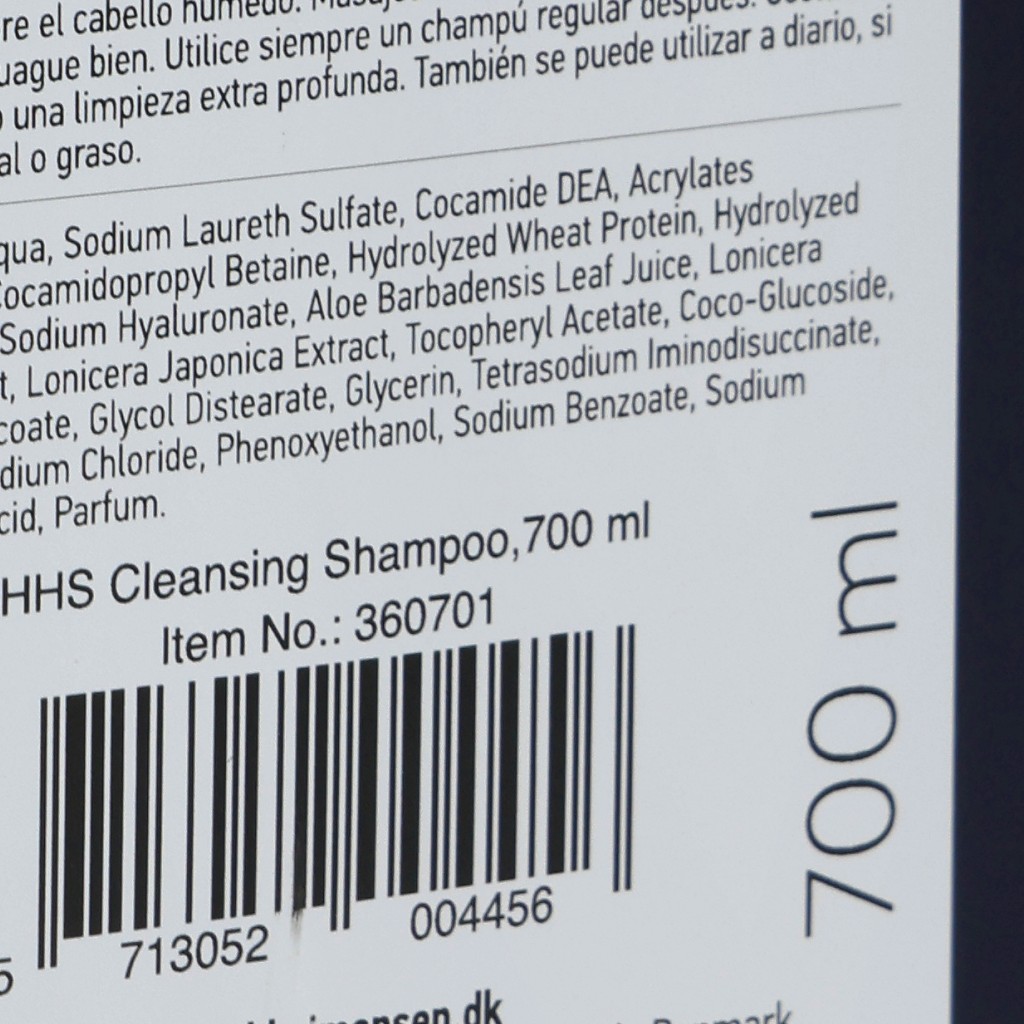 re el cabello húmedo.
uague bien. Utilice siempre un champú regular después.
una limpieza extra profunda. También se puede utilizar a diario, si
al o graso.
qua, Sodium Laureth Sulfate, Cocamide DEA, Acrylates
Cocamidopropyl Betaine, Hydrolyzed Wheat Protein, Hydrolyzed
Sodium Hyaluronate, Aloe Barbadensis Leaf Juice, Lonicera
t, Lonicera Japonica Extract, Tocopheryl Acetate, Coco-Glucoside,
coate, Glycol Distearate, Glycerin, Tetrasodium Iminodisuccinate,
dium Chloride, Phenoxyethanol, Sodium Benzoate, Sodium
cid, Parfum.
HHS Cleansing Shampoo,700 ml
Item No.: 360701
5 713052 004456
700 ml